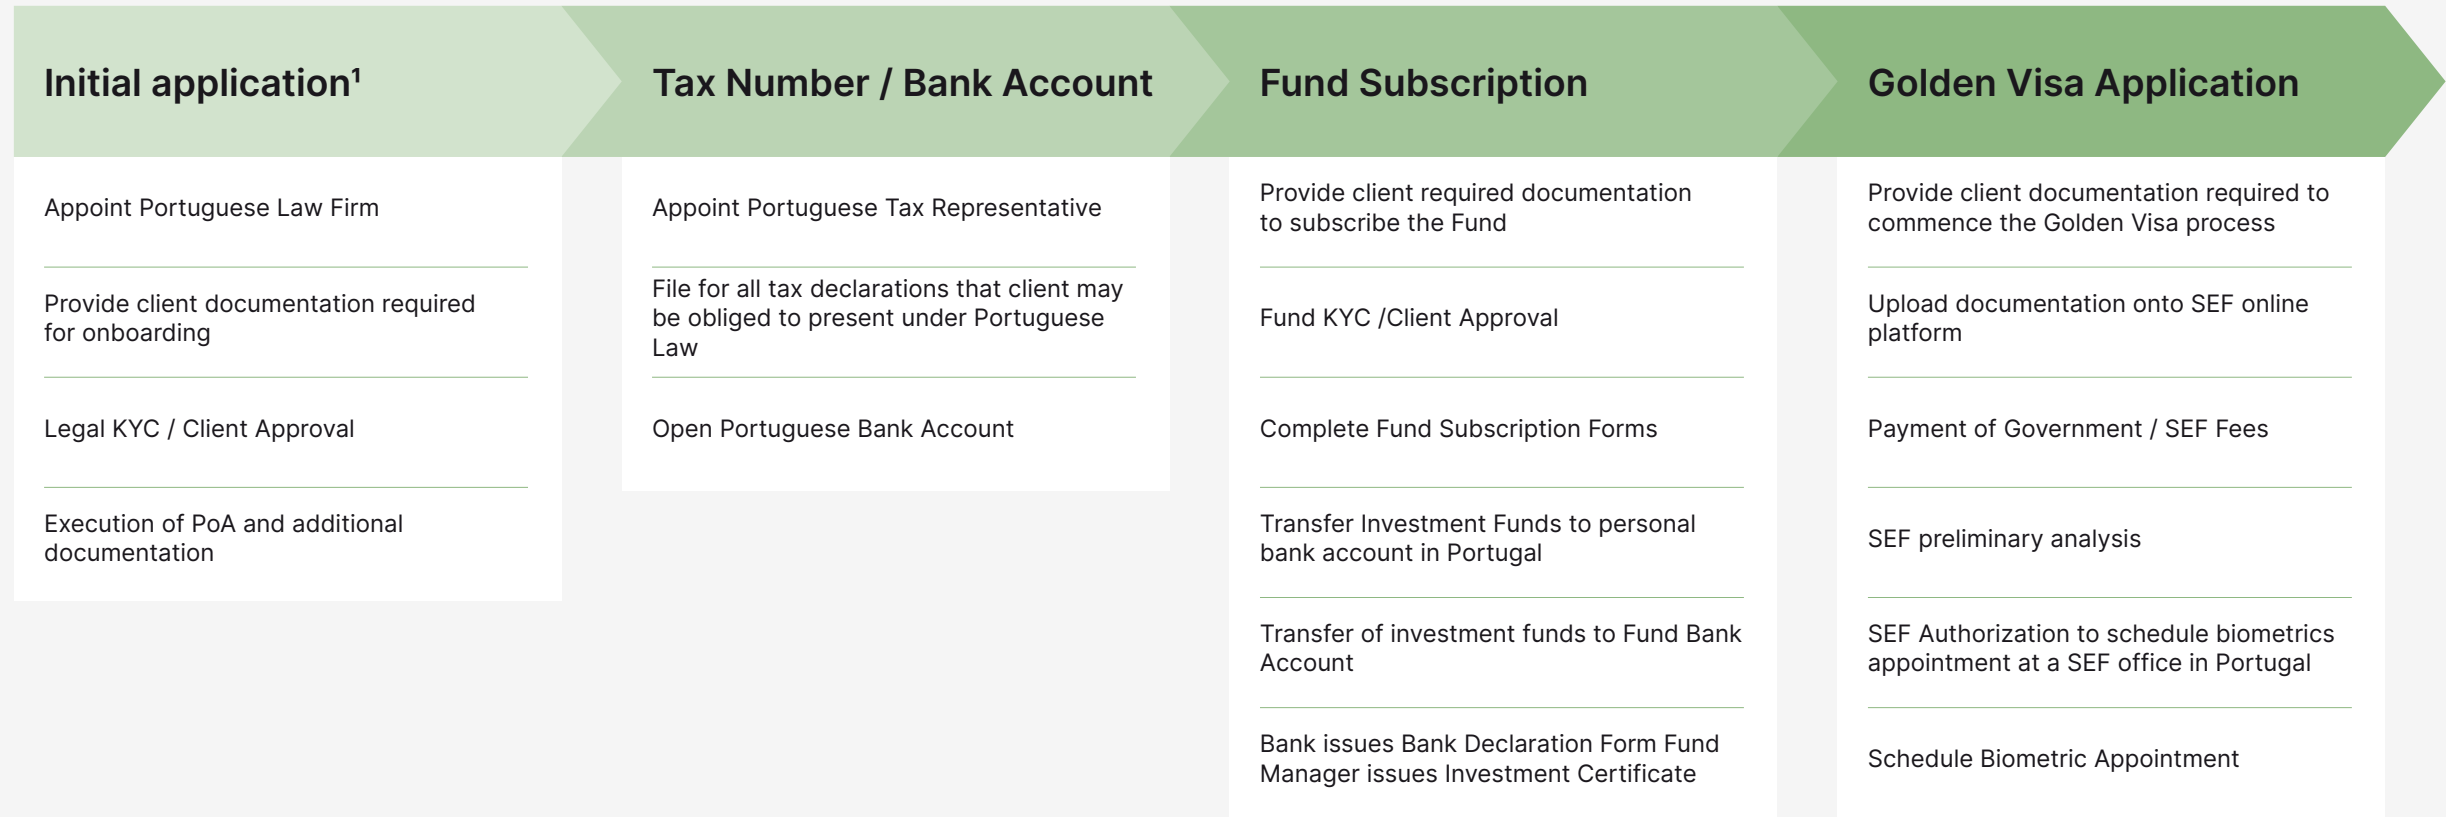 Initial application¹
Appoint Portuguese Law Firm
Provide client documentation required
for onboarding
Legal KYC / Client Approval
Execution of PoA and additional
documentation
Tax Number / Bank Account
Appoint Portuguese Tax Representative
File for all tax declarations that client may
be obliged to present under Portuguese
Law
Open Portuguese Bank Account
Fund Subscription
Provide client required documentation
to subscribe the Fund
Fund KYC /Client Approval
Complete Fund Subscription Forms
Transfer Investment Funds to personal
bank account in Portugal
Transfer of investment funds to Fund Bank
Account
Bank issues Bank Declaration Form Fund
Manager issues Investment Certificate
Golden Visa Application
Provide client documentation required to
commence the Golden Visa process
Upload documentation onto SEF online
platform
Payment of Government / SEF Fees
SEF preliminary analysis
SEF Authorization to schedule biometrics
appointment at a SEF office in Portugal
Schedule Biometric Appointment